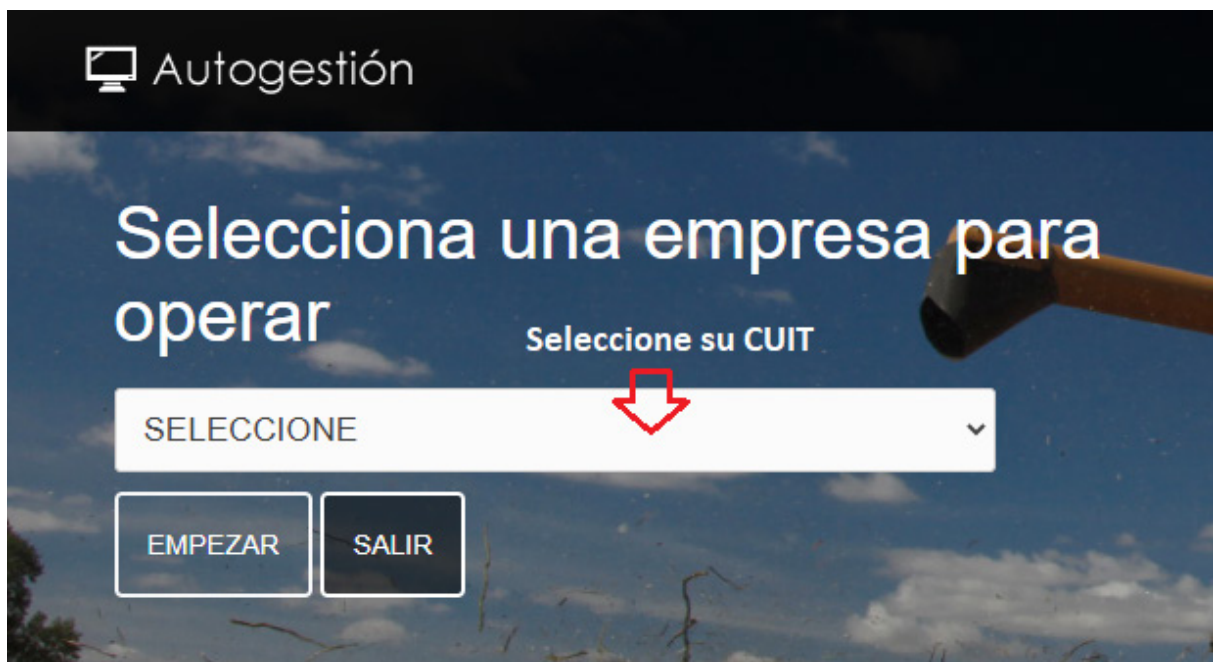 Autogestión
Selecciona una empresa para
operar
Seleccione su CUIT
SELECCIONE
EMPEZAR
SALIR